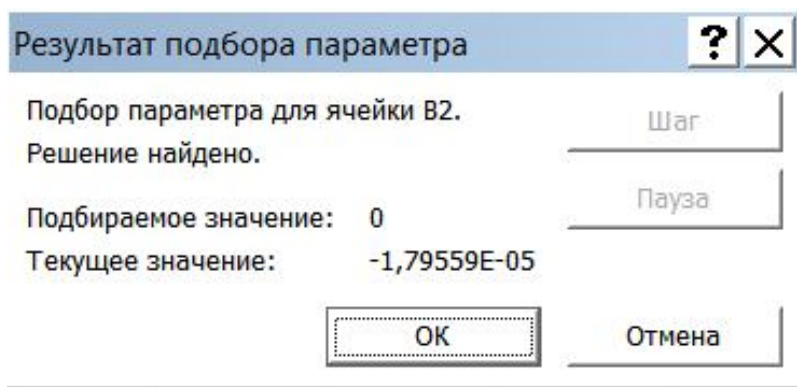 Результат подбора параметра
Подбор параметра для ячейки B2.
Решение найдено.
Подбираемое значение: 0
Текущее значение: -1,79559E-05
Шаг
Пауза
ОК
Отмена